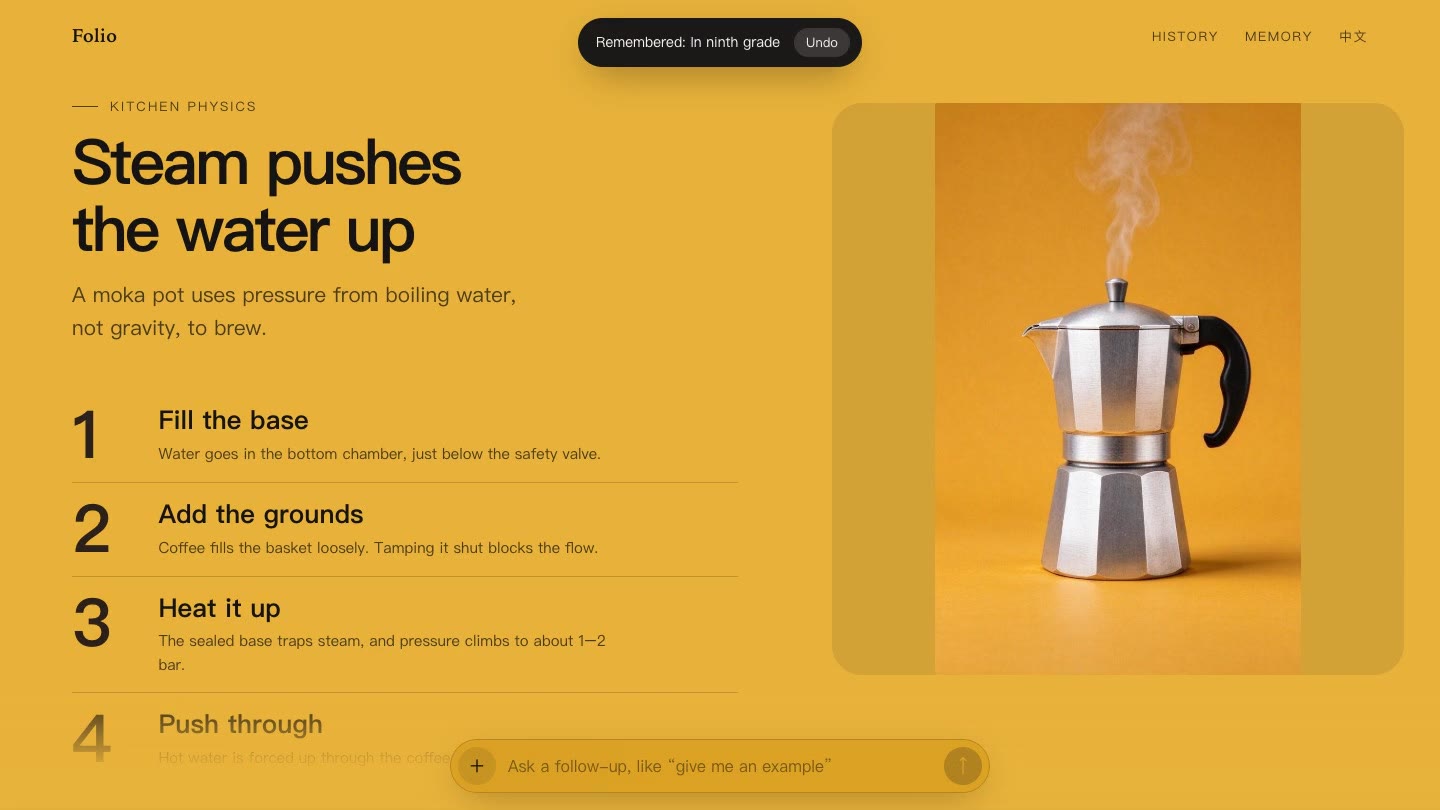 Folio
Remembered: In ninth grade
Undo
HISTORY
MEMORY
中文
KITCHEN PHYSICS
Steam pushes
the water up
A moka pot uses pressure from boiling water,
not gravity, to brew.
1
Fill the base
Water goes in the bottom chamber, just below the safety valve.
2
Add the grounds
Coffee fills the basket loosely. Tamping it shut blocks the flow.
3
Heat it up
The sealed base traps steam, and pressure climbs to about 1–2
bar.
4
Push through
Hot water is forced up through the coffee
Ask a follow-up, like “give me an example”